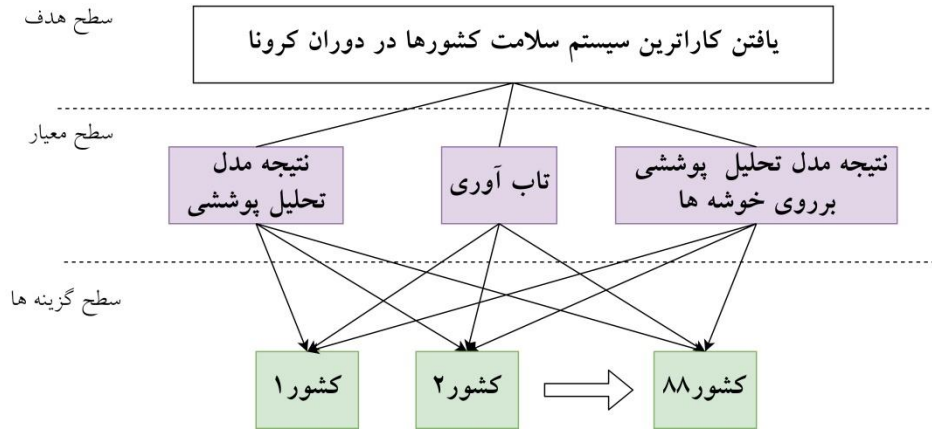 سطح هدف
یافتن کاراترین سیستم سلامت کشورها در دوران کرونا
سطح معیار
نتیجه مدل تحلیل پوششی
برروی خوشه ها
تاب آوری
نتیجه مدل
تحلیل پوششی
سطح گزینه ها
کشور۱
کشور۲
کشور۸۸